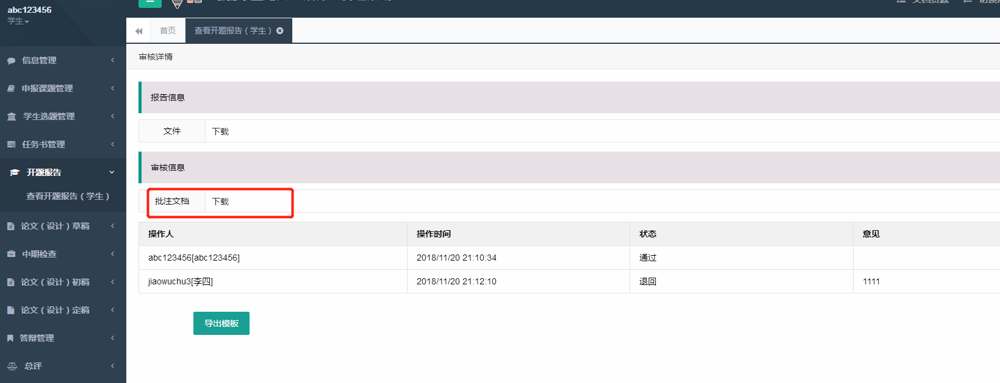 abc123456
学生
首页
查看开题报告（学生）
审核详情
信息管理
申报课题管理
学生选题管理
任务书管理
开题报告
查看开题报告（学生）
论文（设计）草稿
中期检查
论文（设计）初稿
论文（设计）定稿
答辩管理
总评
报告信息
文件 下载
审核信息
批注文档 下载
操作人 操作时间 状态 意见
abc123456[abc123456] 2018/11/20 21:10:34 通过
jiaowuchu3[李四] 2018/11/20 21:12:10 退回 1111
导出模板